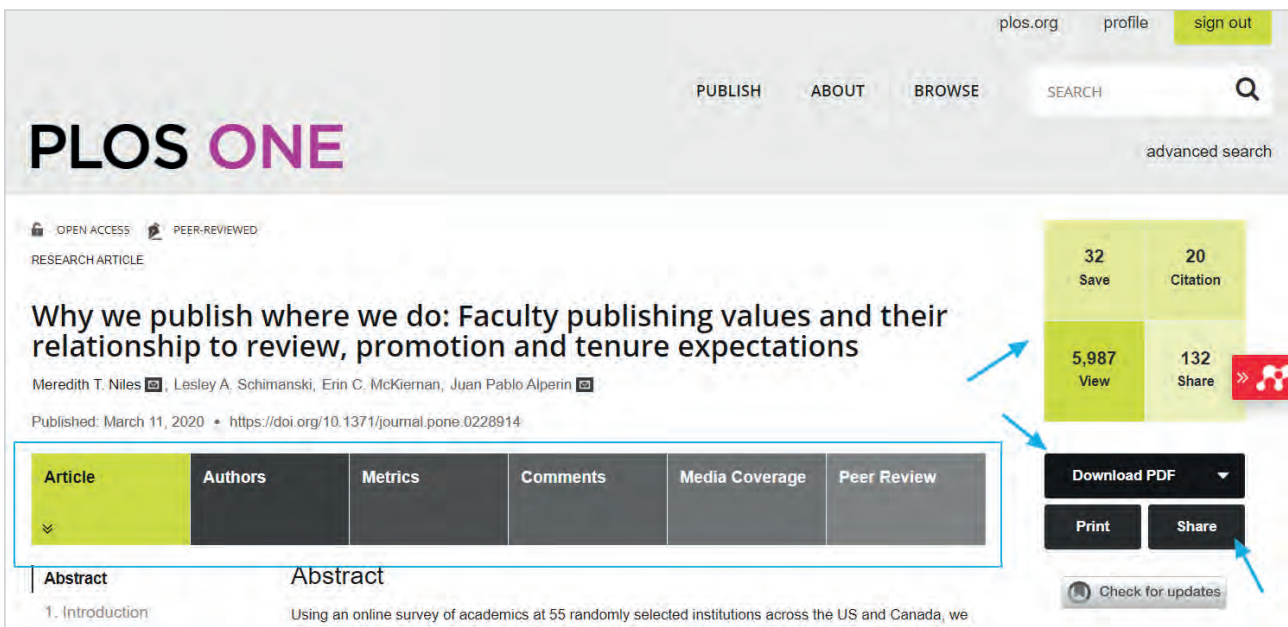 plos.org profile sign out
PUBLISH ABOUT BROWSE SEARCH
PLOS ONE
advanced search
OPEN ACCESS PEER-REVIEWED
RESEARCH ARTICLE
Why we publish where we do: Faculty publishing values and their
relationship to review, promotion and tenure expectations
Meredith T. Niles, Lesley A. Schimanski, Erin C. McKiernan, Juan Pablo Alperin
Published: March 11, 2020 • https://doi.org/10.1371/journal.pone.0228914
32
Save
20
Citation
5,987
View
132
Share
»
Article Authors Metrics Comments Media Coverage Peer Review
Download PDF
Print Share
Check for updates
Abstract
1. Introduction
Abstract
Using an online survey of academics at 55 randomly selected institutions across the US and Canada, we